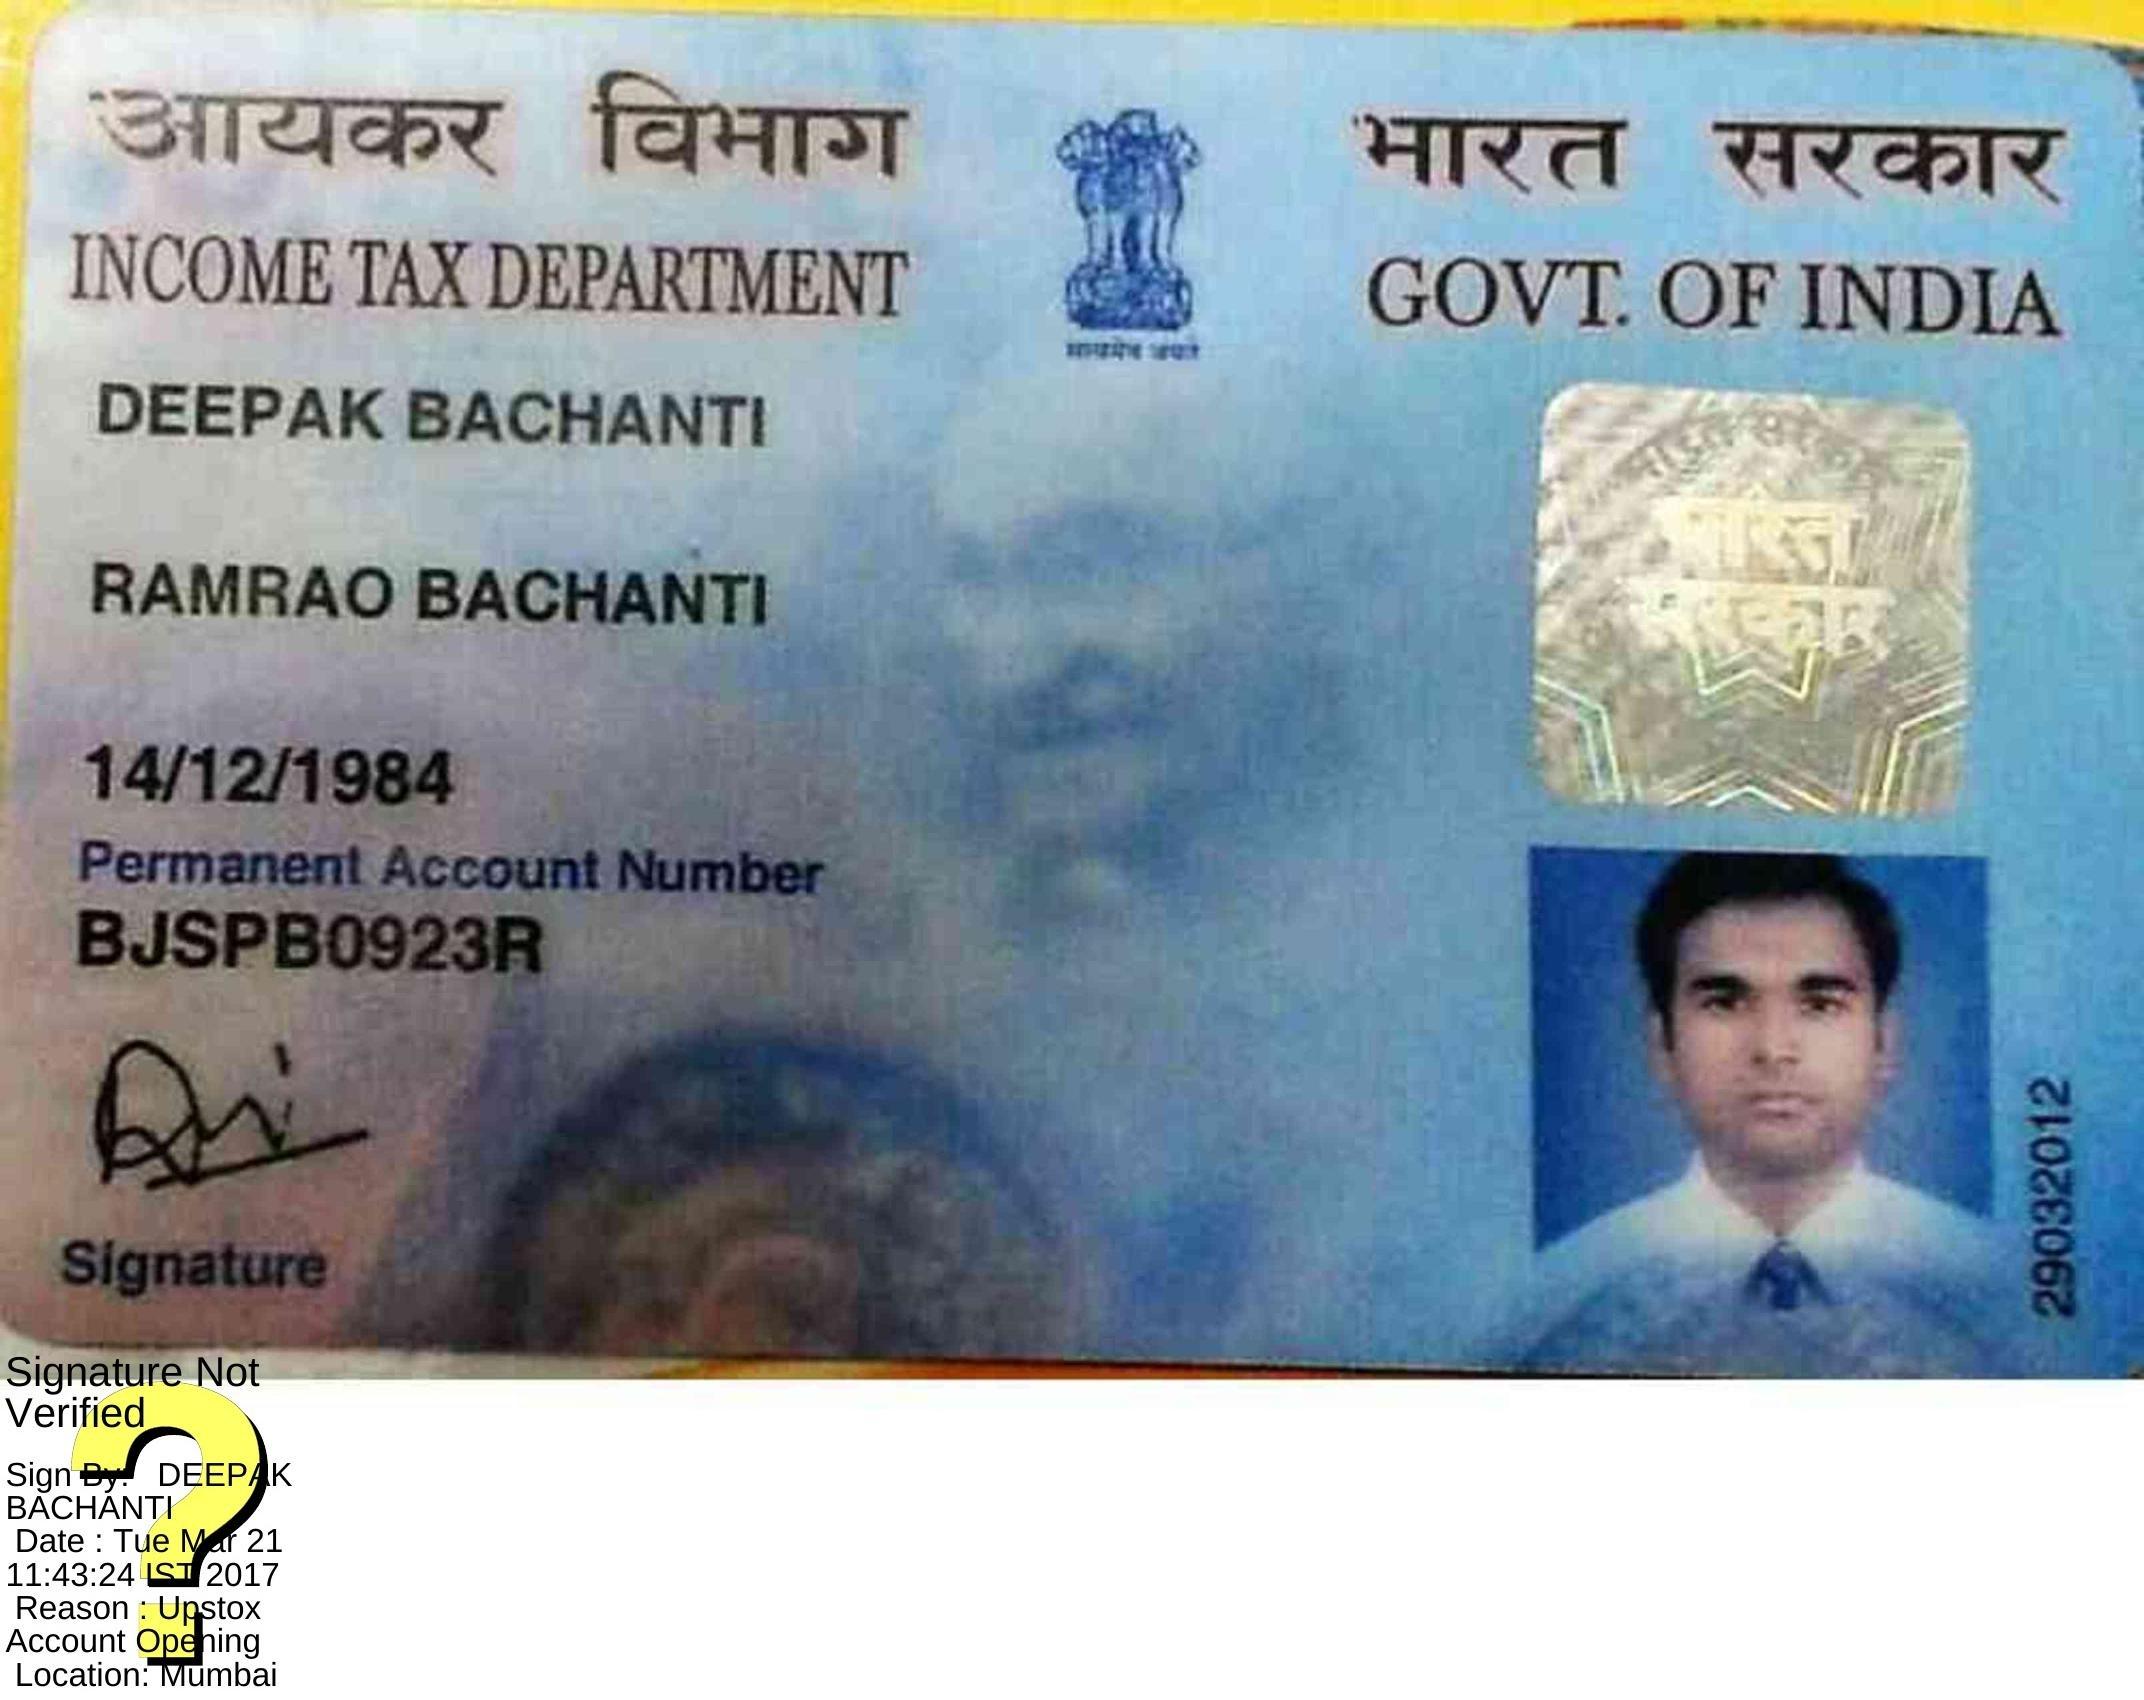 आयकर विभाग
भारत सरकार
INCOME TAX DEPARTMENT
GOVT. OF INDIA
सत्यमेव जयते
DEEPAK BACHANTI
RAMRAO BACHANTI
14/12/1984
Permanent Account Number
BJSPB0923R
Signature
भारत
सरकार
29032012
Signature Not
Verified
Sign By: DEEPAK
BACHANTI
Date : Tue Mar 21
11:43:24 IST 2017
Reason : Upstox
Account Opening
Location: Mumbai